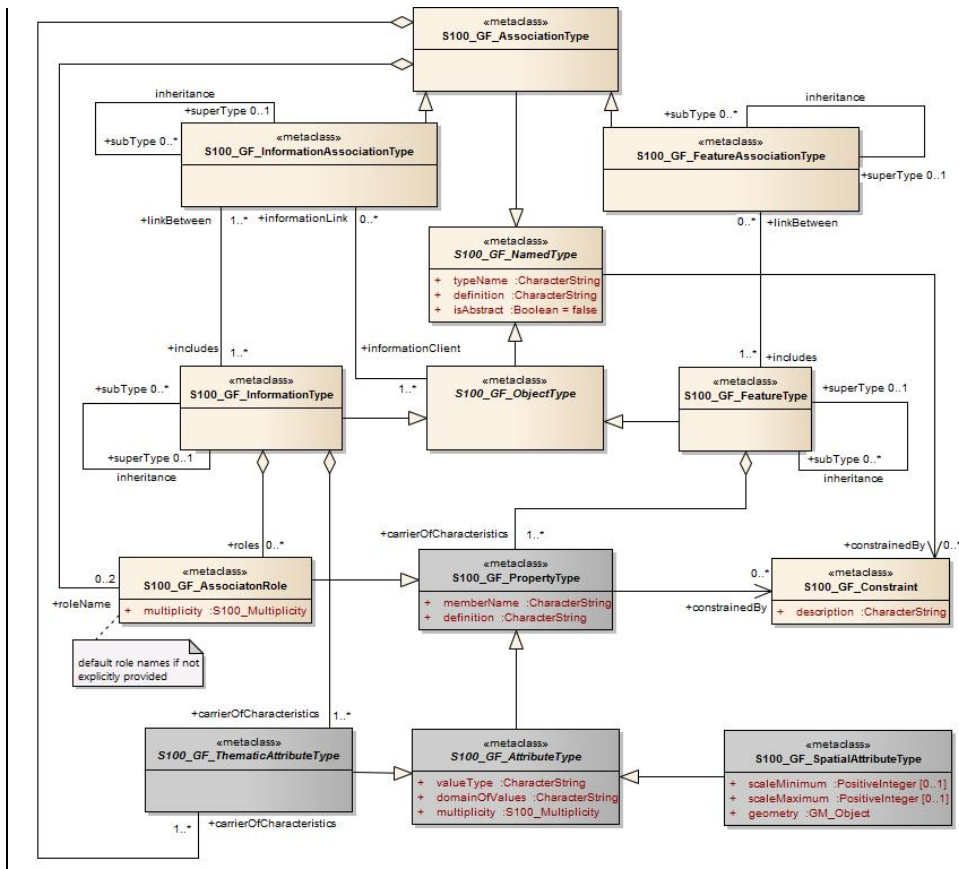 «metaclass»
S100_GF_AssociationType
inheritance
+superType 0..1
+subType 0..*
«metaclass»
S100_GF_InformationAssociationType
inheritance
+subType 0..*
«metaclass»
S100_GF_FeatureAssociationType
+superType 0..1
+linkBetween
1..*
+informationLink
0..*
0..*
+linkBetween
«metaclass»
S100_GF_NamedType
+ typeName :CharacterString
+ definition :CharacterString
+ isAbstract :Boolean = false
+includes
1..*
+informationClient
1..*
1..*
+includes
+subType 0..*
«metaclass»
S100_GF_InformationType
+superType 0..1
inheritance
«metaclass»
S100_GF_ObjectType
«metaclass»
S100_GF_FeatureType
+superType 0..1
+subType 0..*
inheritance
+roles
0..*
+carrierOfCharacteristics
1..*
+constrainedBy
0..*
0..2
+roleName
«metaclass»
S100_GF_AssociatonRole
+ multiplicity :S100_Multiplicity
«metaclass»
S100_GF_PropertyType
+ memberName :CharacterString
+ definition :CharacterString
0..*
+constrainedBy
«metaclass»
S100_GF_Constraint
+ description :CharacterString
default role names if not
explicitly provided
+carrierOfCharacteristics
1..*
«metaclass»
S100_GF_ThematicAttributeType
«metaclass»
S100_GF_AttributeType
+ valueType :CharacterString
+ domainOfValues :CharacterString
+ multiplicity :S100_Multiplicity
«metaclass»
S100_GF_SpatialAttributeType
+ scaleMinimum :PositiveInteger [0..1]
+ scaleMaximum :PositiveInteger [0..1]
+ geometry :GM_Object
1..*
+carrierOfCharacteristics